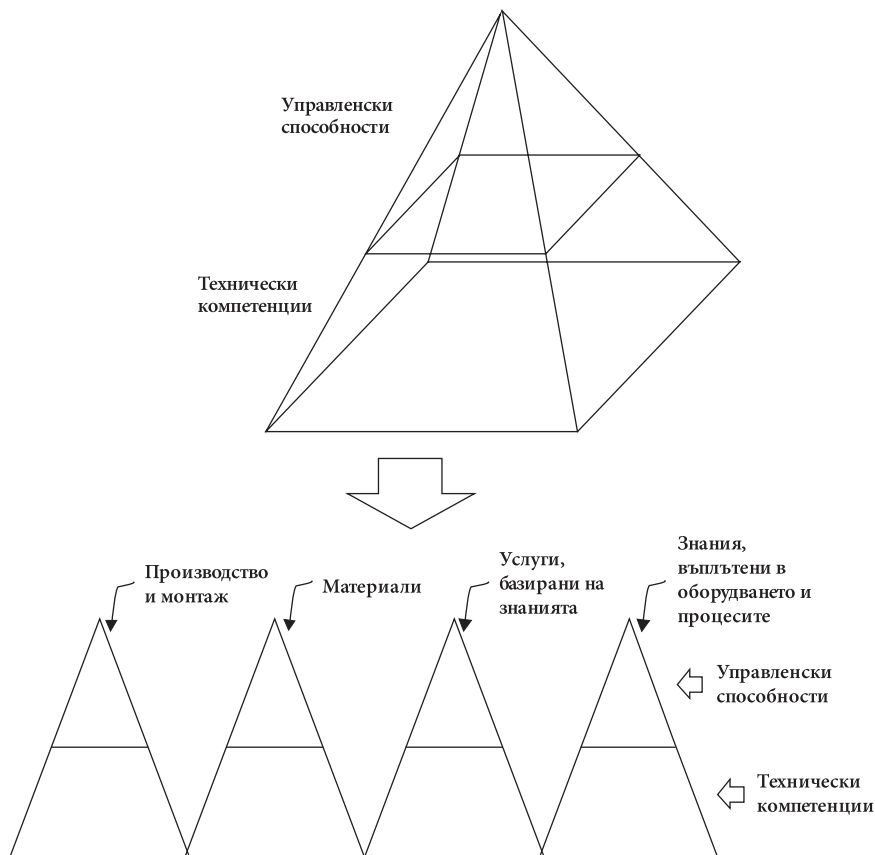 Управленски
способности
Технически
компетенции
Производство
и монтаж
Материали
Услуги,
базирани на
знанията
Знания,
въплътени в
оборудването и
процесите
Управленски
способности
Технически
компетенции